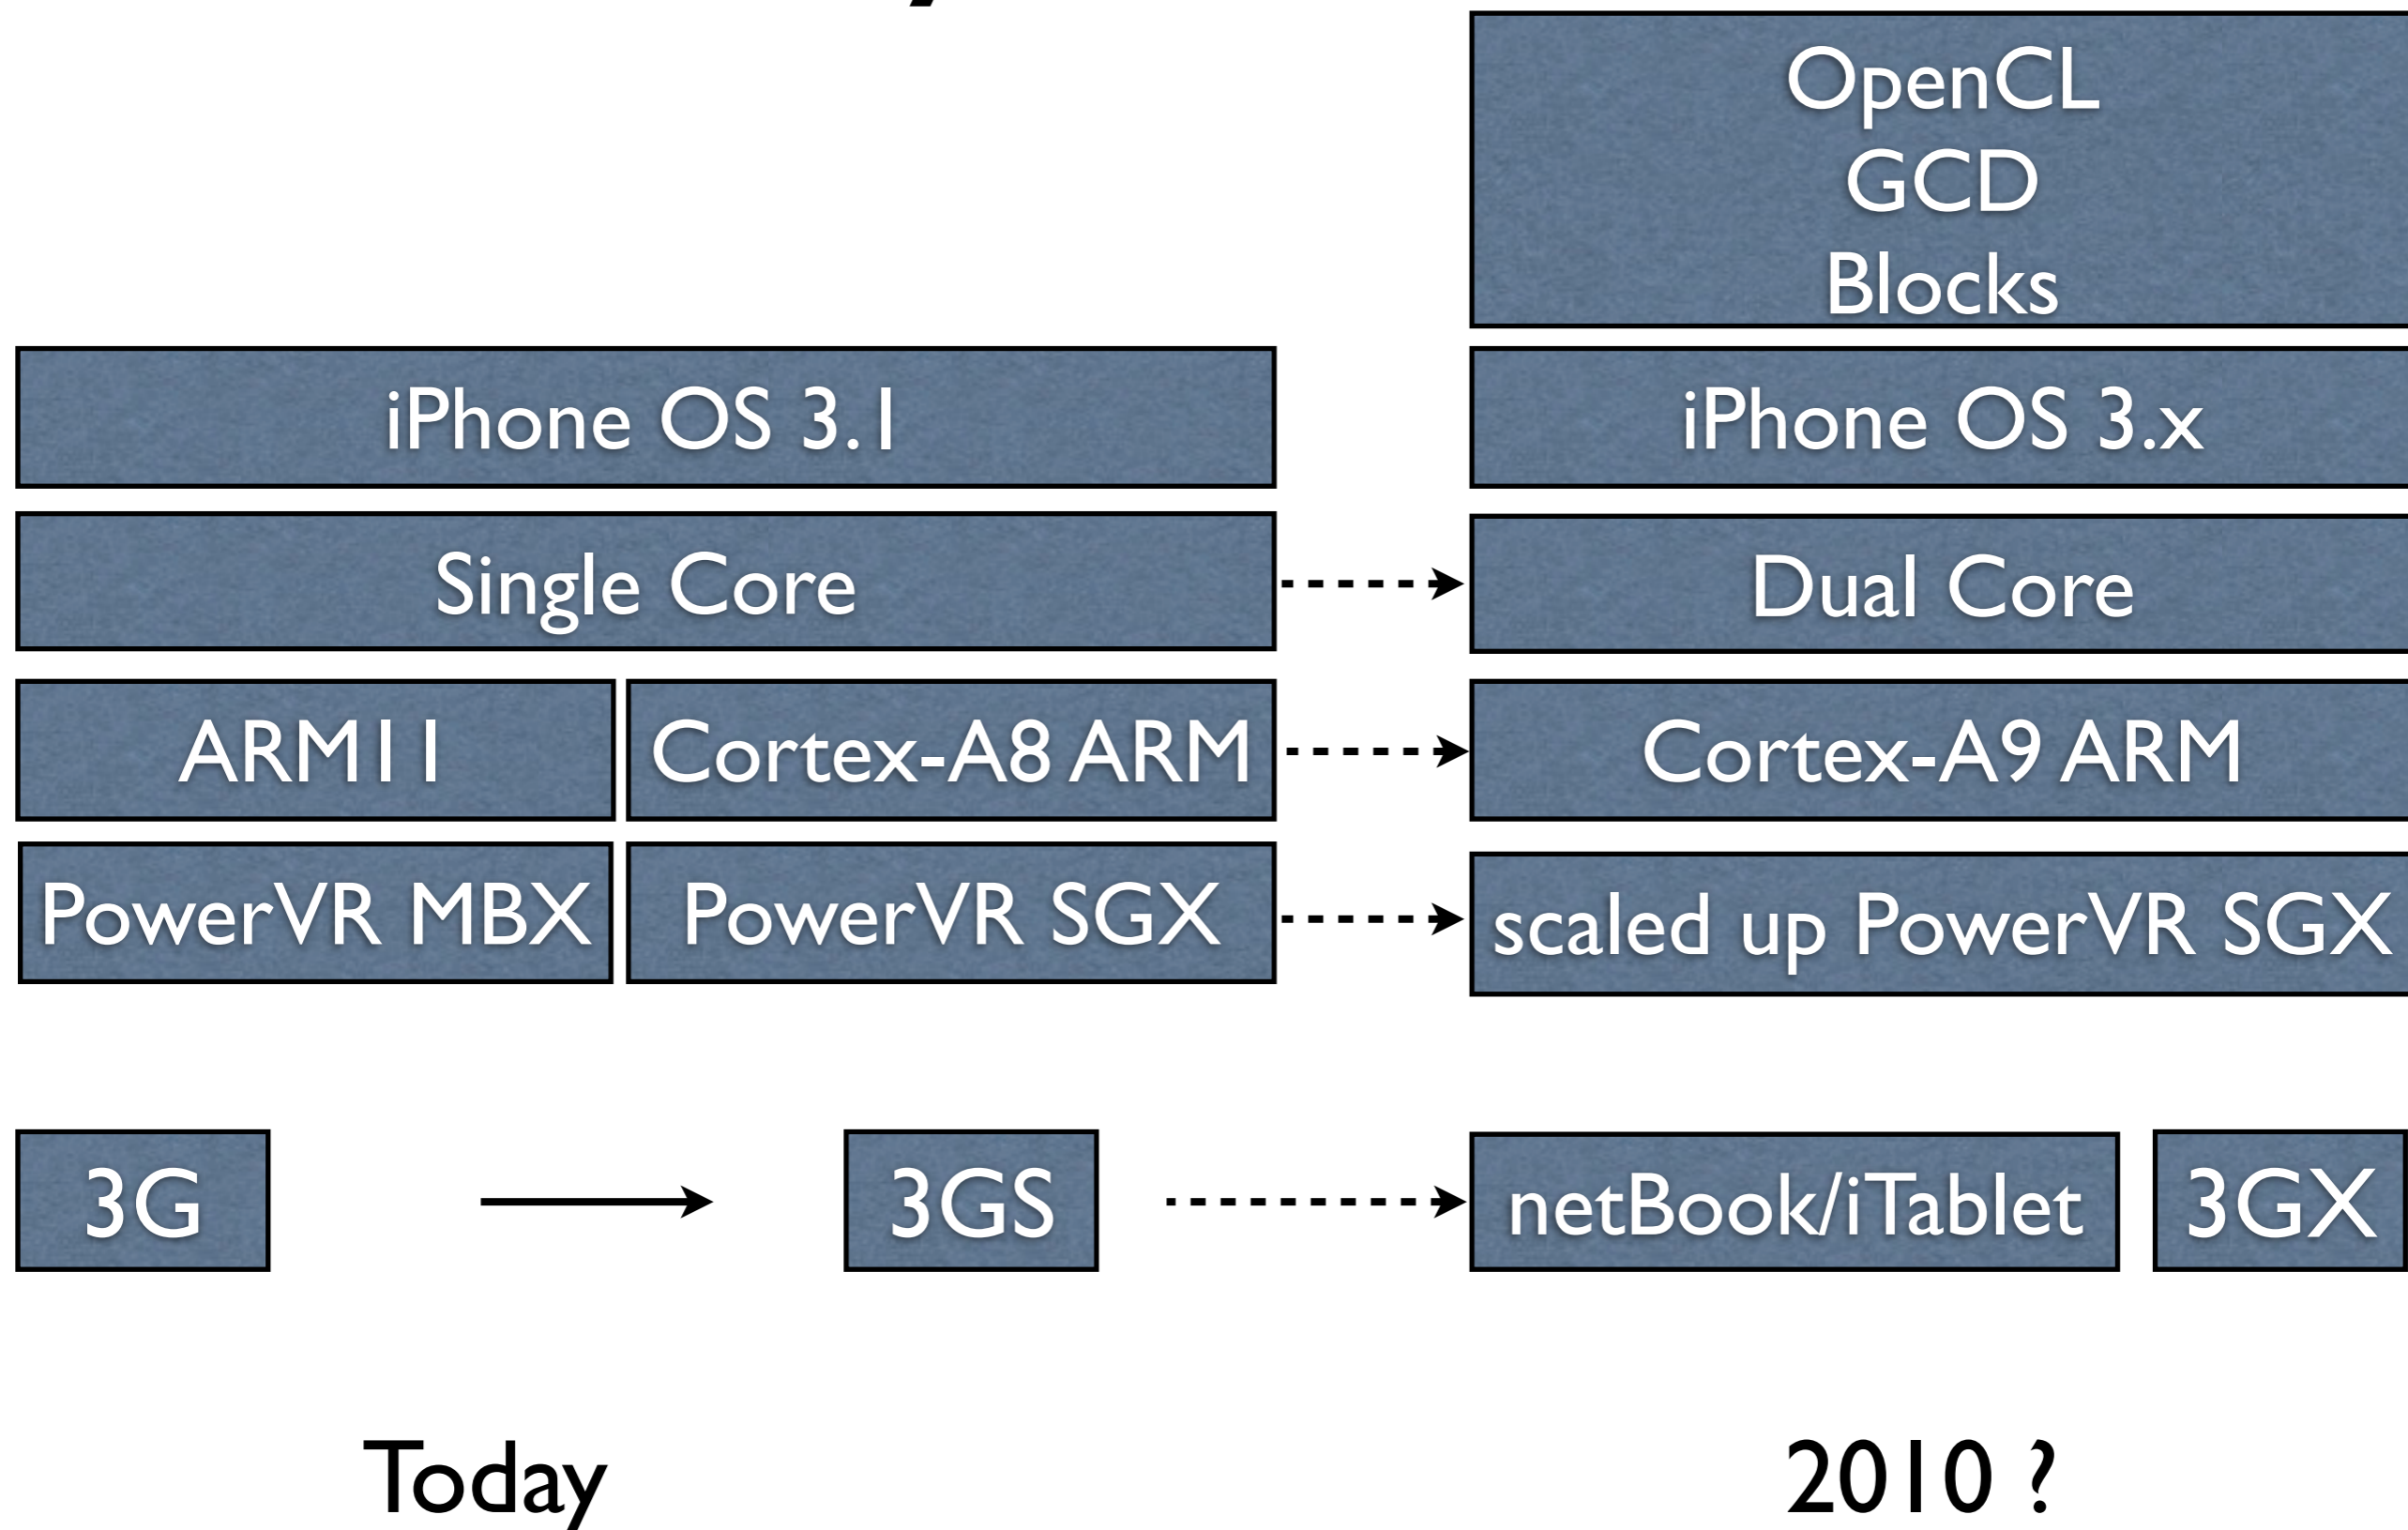 OpenCL
GCD
Blocks
iPhone OS 3.1
iPhone OS 3.x
Single Core
Dual Core
ARM11
Cortex-A8 ARM
Cortex-A9 ARM
PowerVR MBX
PowerVR SGX
scaled up PowerVR SGX
3G
3GS
netBook/iTablet
3GX
Today
2010 ?